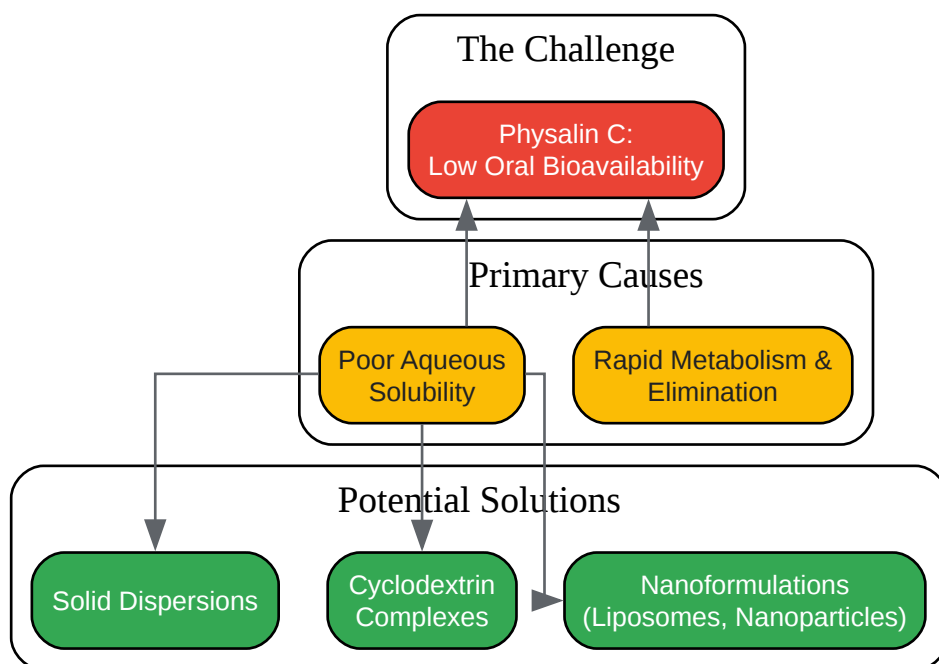 The Challenge
Physalin C:
Low Oral Bioavailability
Primary Causes
Poor Aqueous
Solubility
Rapid Metabolism &
Elimination
Potential Solutions
Solid Dispersions
Cyclodextrin
Complexes
Nanoformulations
(Liposomes, Nanoparticles)